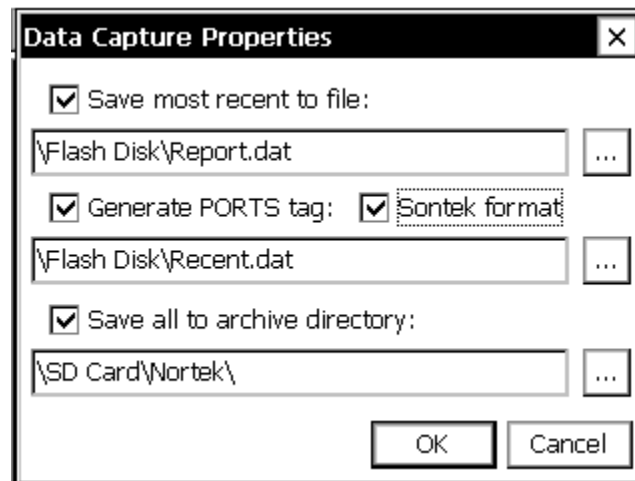 Data Capture Properties
Save most recent to file:
\Flash Disk\Report.dat ...
Generate PORTS tag: Sontek format
\Flash Disk\Recent.dat ...
Save all to archive directory:
\SD Card\Nortek\ ...
OK Cancel